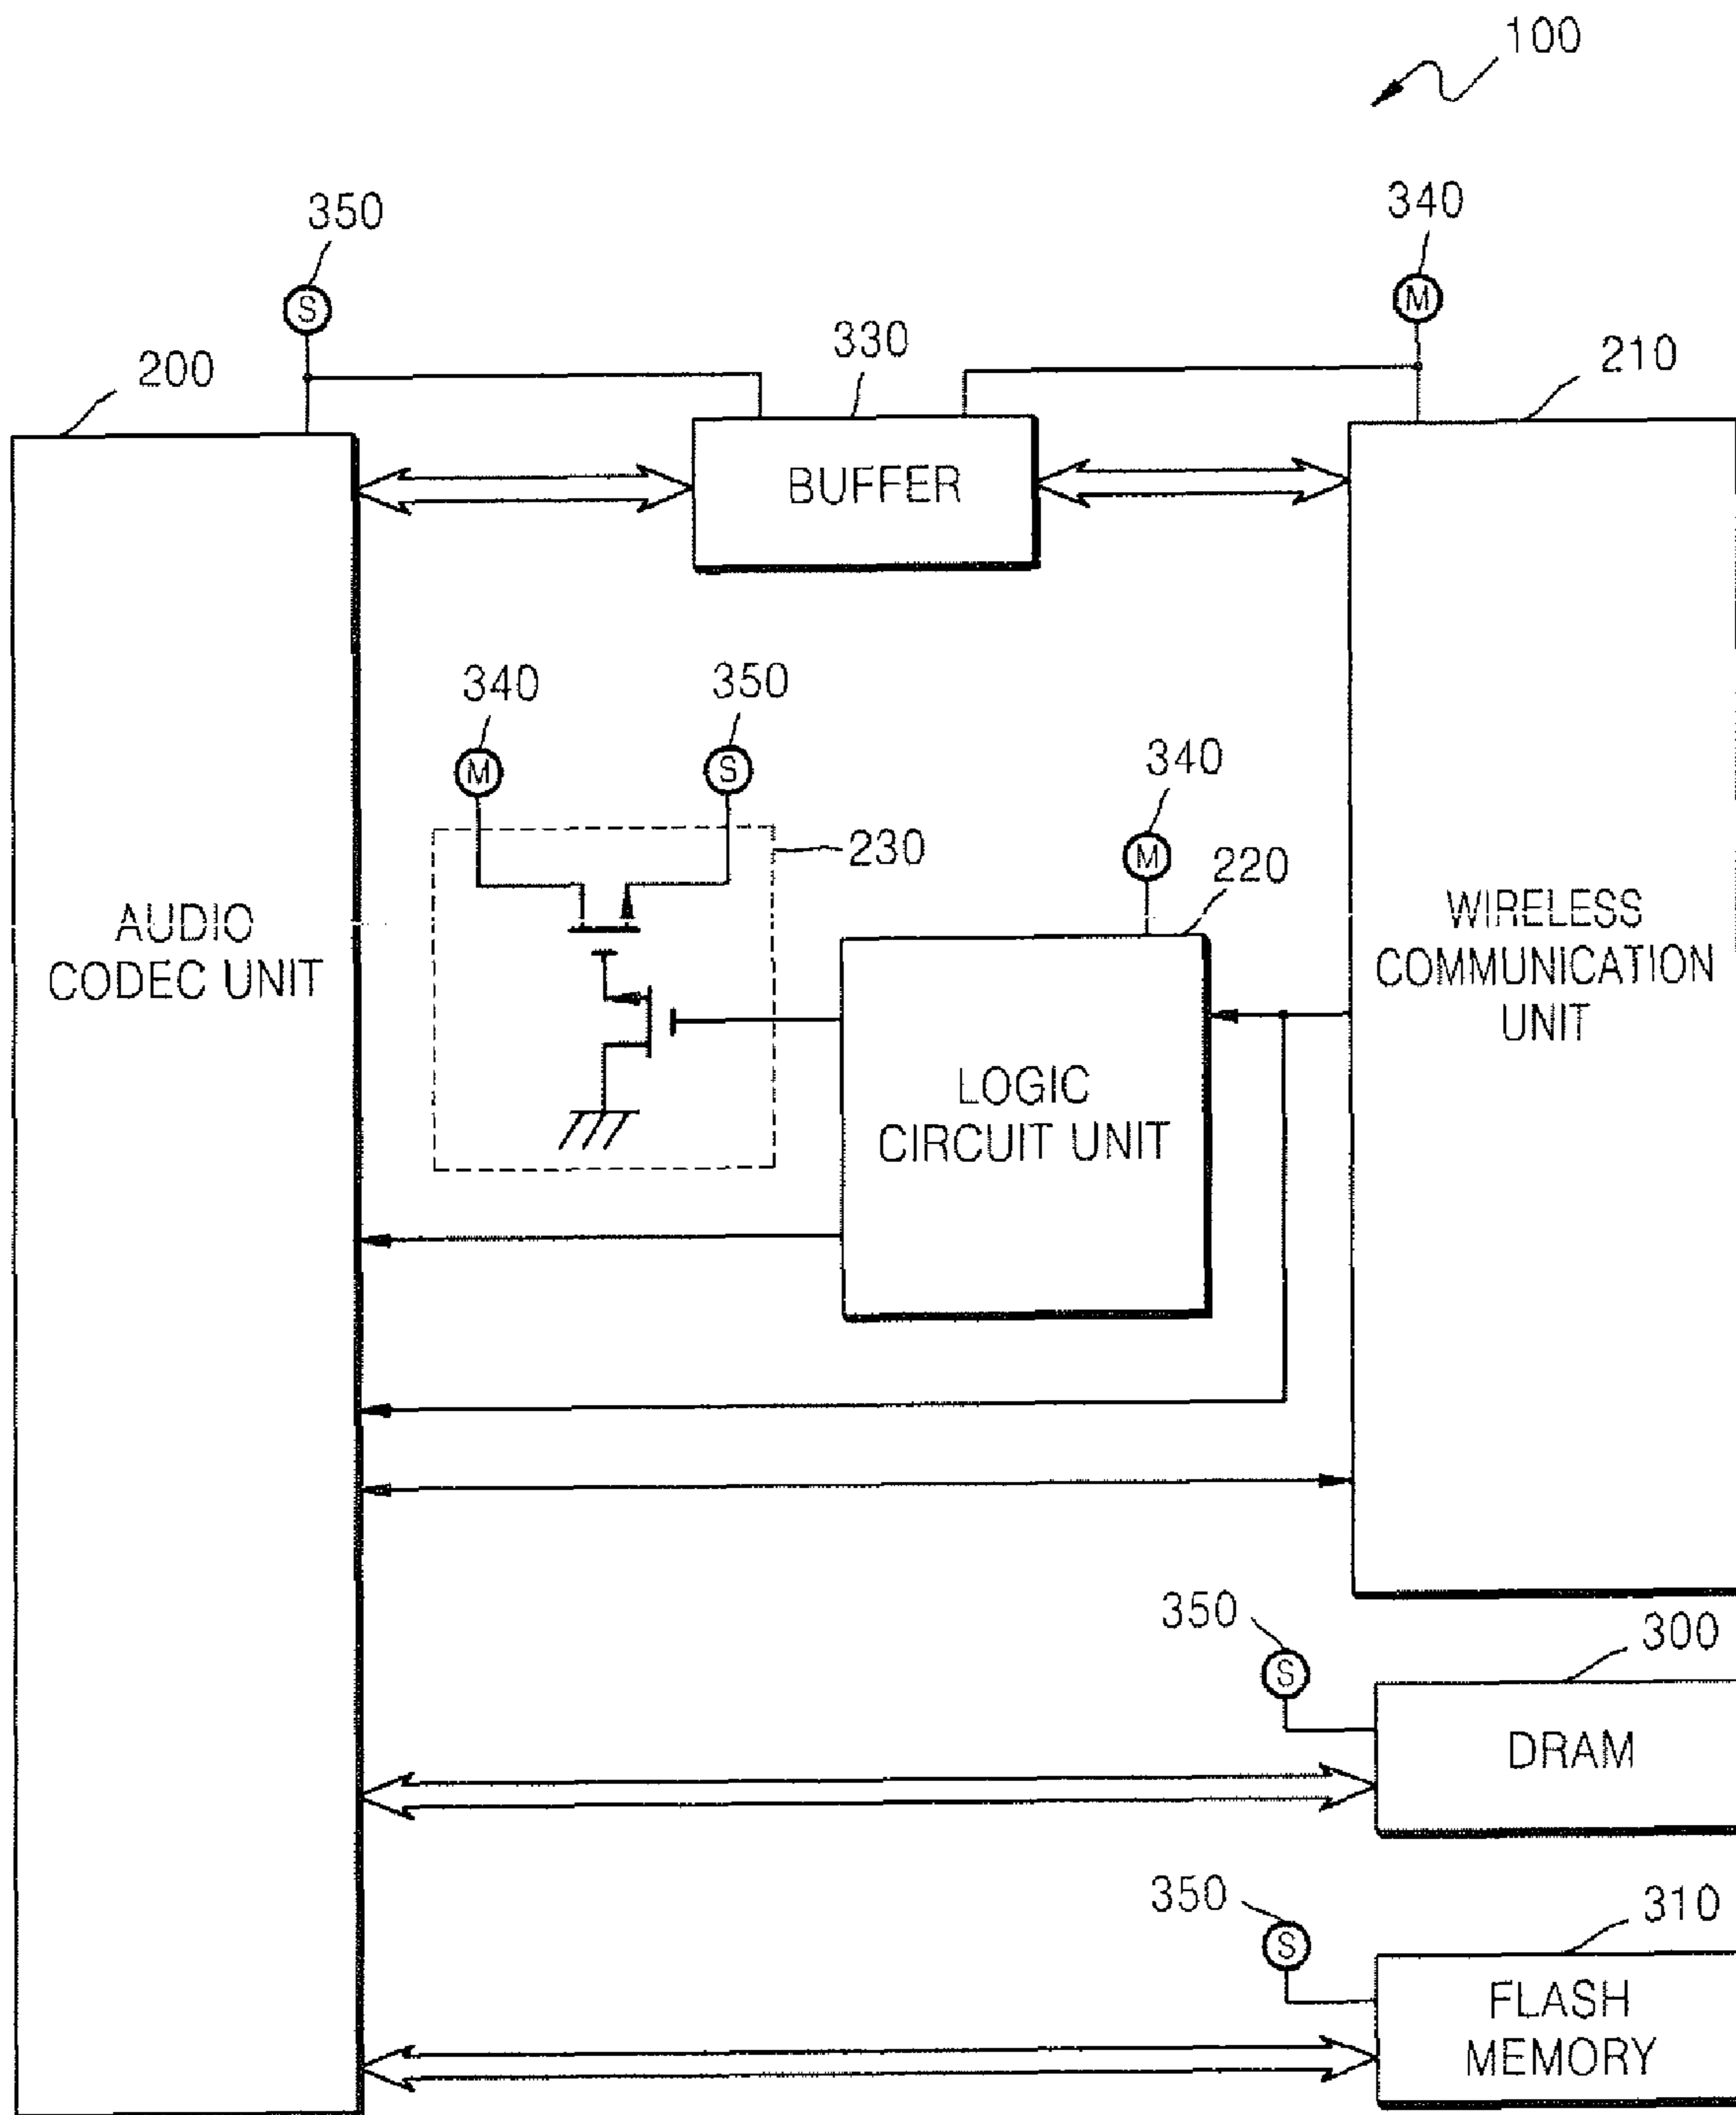 100
350
340
S
M
200
330
210
BUFFER
340
350
M
S
340
230
M
220
AUDIO
CODEC UNIT
WIRELESS
COMMUNICATION
UNIT
LOGIC
CIRCUIT UNIT
350
300
S
DRAM
350
310
S
FLASH
MEMORY